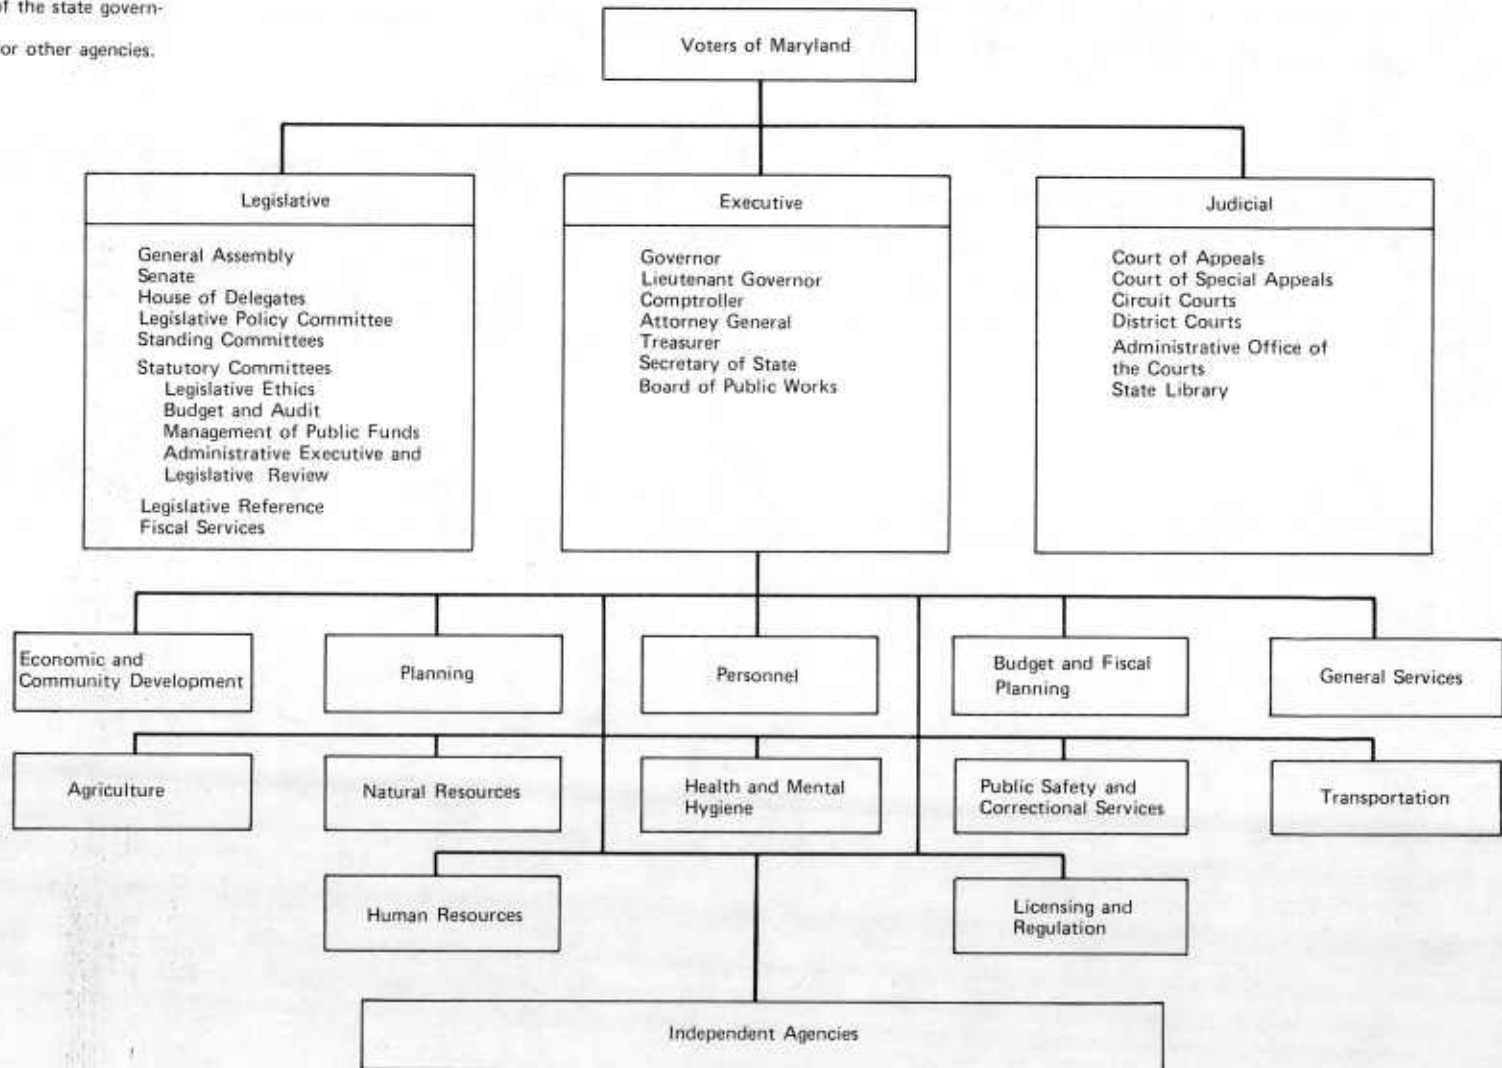 of the state govern-
or other agencies.
Voters of Maryland
Legislative
General Assembly
Senate
House of Delegates
Legislative Policy Committee
Standing Committees
Statutory Committees
Legislative Ethics
Budget and Audit
Management of Public Funds
Administrative Executive and
Legislative Review
Legislative Reference
Fiscal Services
Executive
Governor
Lieutenant Governor
Comptroller
Attorney General
Treasurer
Secretary of State
Board of Public Works
Judicial
Court of Appeals
Court of Special Appeals
Circuit Courts
District Courts
Administrative Office of
the Courts
State Library
Economic and
Community Development
Planning
Personnel
Budget and Fiscal
Planning
General Services
Agriculture
Natural Resources
Health and Mental
Hygiene
Public Safety and
Correctional Services
Transportation
Human Resources
Licensing and
Regulation
Independent Agencies